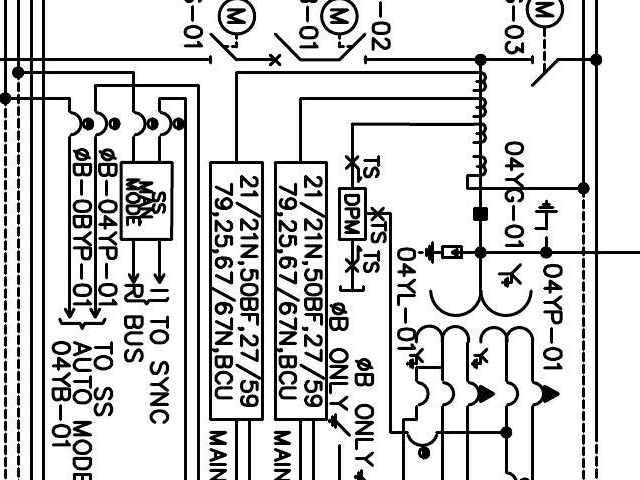 M
M
M
-01
B-01
-02
-03
04YG-01
04YP-01
04YL-01
TS
TS
TS
DPM
21/21N,50BF,27/59
79,25,67/67N,BCU
21/21N,50BF,27/59
79,25,67/67N,BCU
MAIN
MAIN
SS
MAN
MODE
ØB-04YP-01
ØB-0BYP-01
TO SYNC
BUS
TO SS
AUTO MODE
04YB-01
ØB
ONLY
ØB ONLY